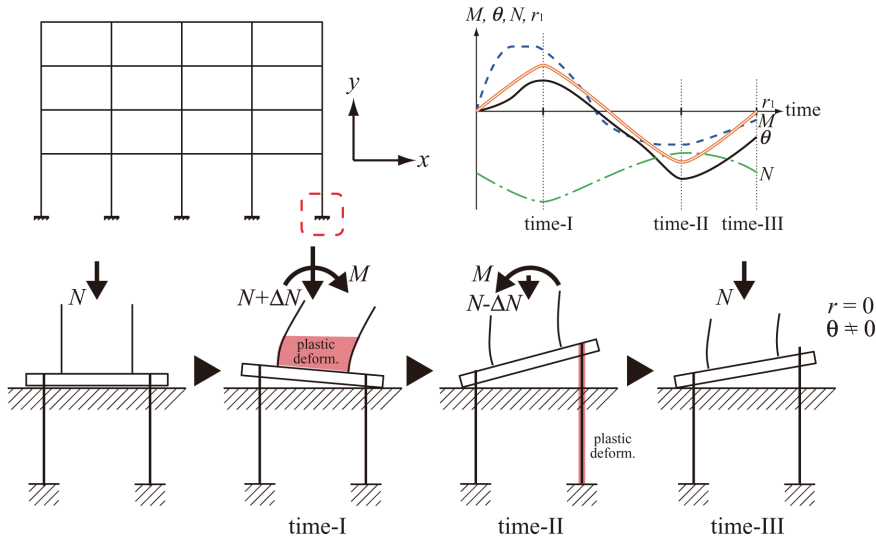 M, θ, N, r₁
y
x
r₁
time
M
θ
N
time-I
time-II
time-III
N
M
N+ΔN
plastic
deform.
M
N-ΔN
plastic
deform.
N
r = 0
θ ≠ 0
time-I
time-II
time-III